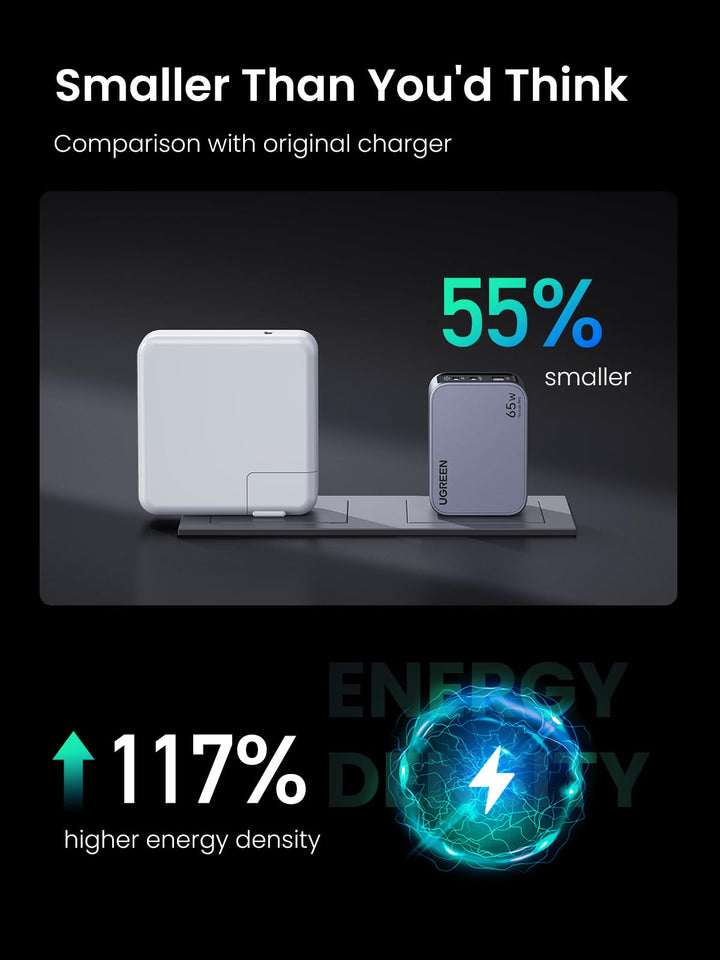 Smaller Than You'd Think
Comparison with original charger
55%
smaller
65W
UGREEN
ENERGY
DENSITY
117%
higher energy density